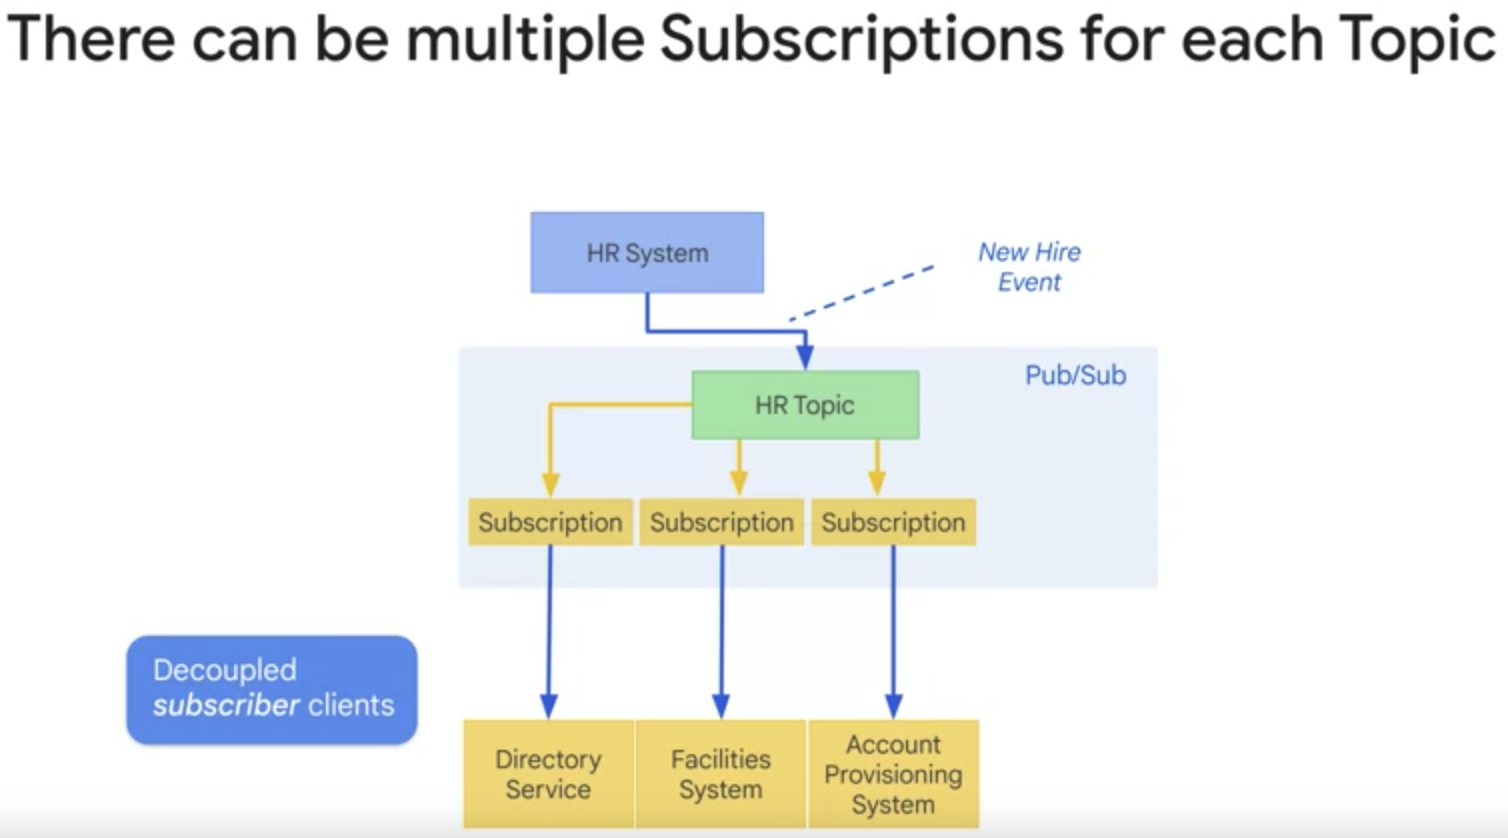 There can be multiple Subscriptions for each Topic
HR System
New Hire
Event
Pub/Sub
HR Topic
Subscription
Subscription
Subscription
Decoupled
subscriber clients
Directory
Service
Facilities
System
Account
Provisioning
System